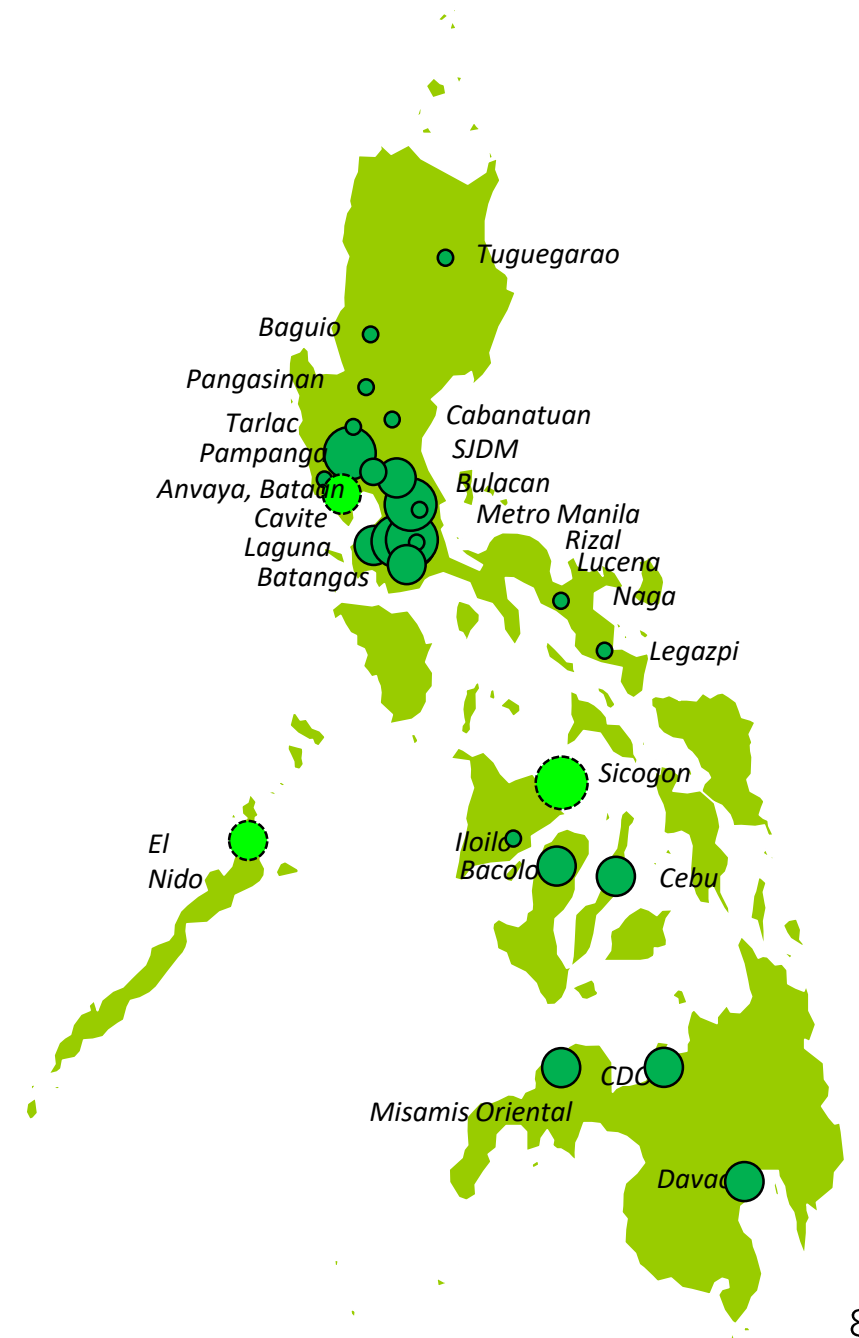 Tuguegarao
Baguio
Pangasinan
Tarlac
Cabanatuan
Pampanga
SJDM
Anvaya, Bataan
Bulacan
Cavite
Metro Manila
Laguna
Rizal
Batangas
Lucena
Naga
Legazpi
Sicogon
El
Nido
Iloilo
Bacolo
Cebu
CDO
Misamis Oriental
Davao
8